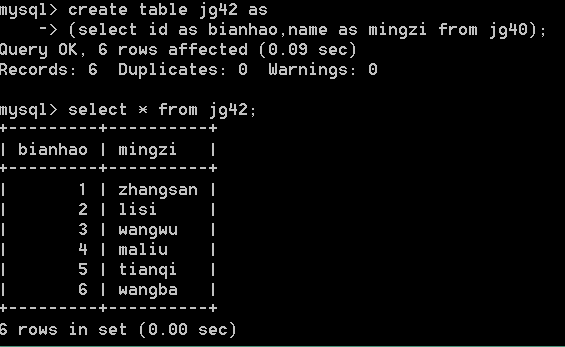 mysql> create table jg42 as
    -> (select id as bianhao,name as mingzi from jg40);
Query OK, 6 rows affected (0.09 sec)
Records: 6  Duplicates: 0  Warnings: 0

mysql> select * from jg42;
+---------+----------+
| bianhao | mingzi   |
+---------+----------+
|       1 | zhangsan |
|       2 | lisi     |
|       3 | wangwu   |
|       4 | maliu    |
|       5 | tianqi   |
|       6 | wangba   |
+---------+----------+
6 rows in set (0.00 sec)